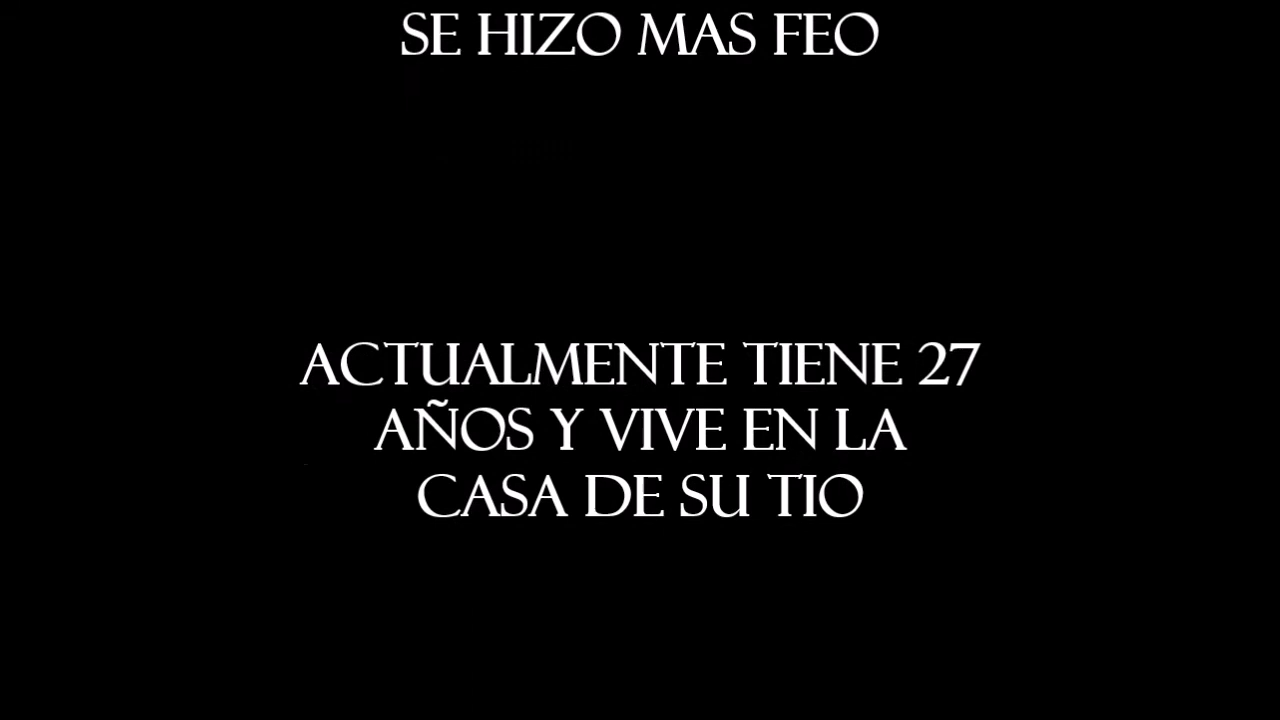 SE HIZO MAS FEO
ACTUALMENTE TIENE 27
AÑOS Y VIVE EN LA
CASA DE SU TIO